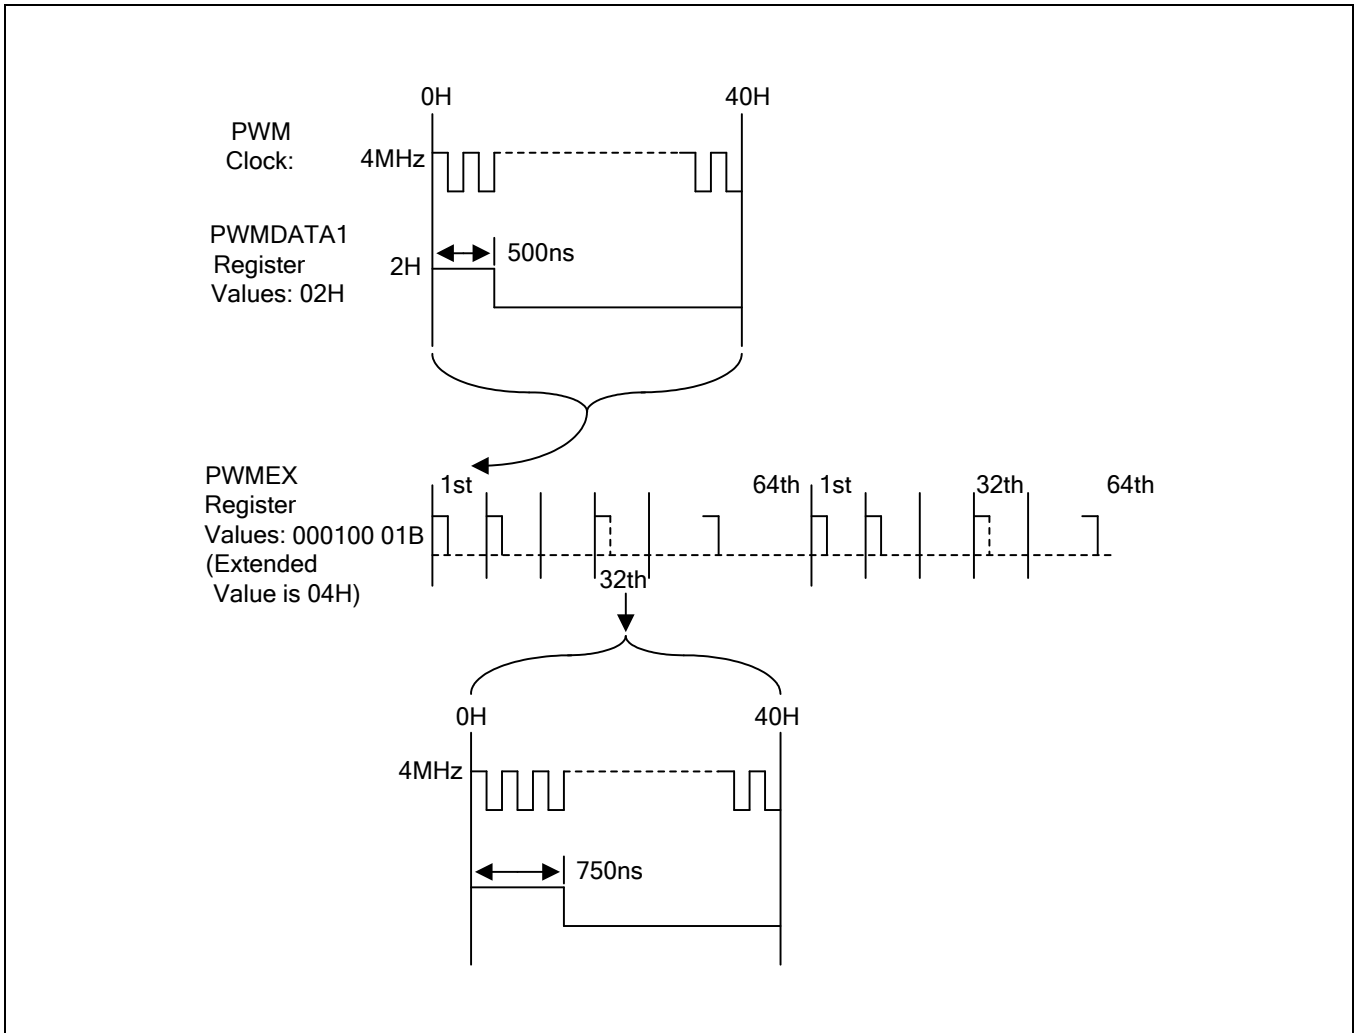 0H 40H
PWM
Clock: 4MHz
PWMDATA1
Register
Values: 02H
2H
500ns
PWMEX
Register
Values: 000100 01B
(Extended
Value is 04H)
1st 64th 1st 32th 64th
32th
0H 40H
4MHz
750ns